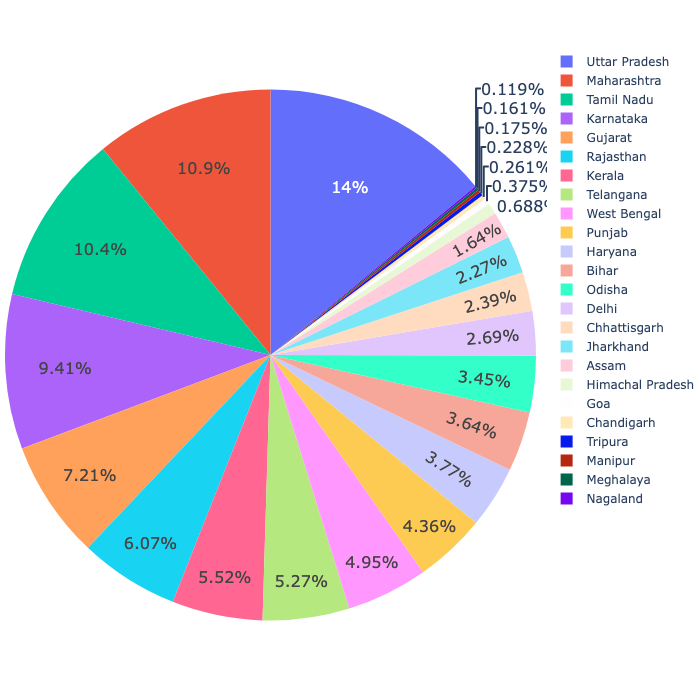 0.119%
0.161%
0.175%
0.228%
0.261%
0.375%
0.688%
14%
10.9%
10.4%
9.41%
7.21%
6.07%
5.52%
5.27%
4.95%
4.36%
3.77%
3.64%
3.45%
2.69%
2.39%
2.27%
1.64%
Uttar Pradesh
Maharashtra
Tamil Nadu
Karnataka
Gujarat
Rajasthan
Kerala
Telangana
West Bengal
Punjab
Haryana
Bihar
Odisha
Delhi
Chhattisgarh
Jharkhand
Assam
Himachal Pradesh
Goa
Chandigarh
Tripura
Manipur
Meghalaya
Nagaland